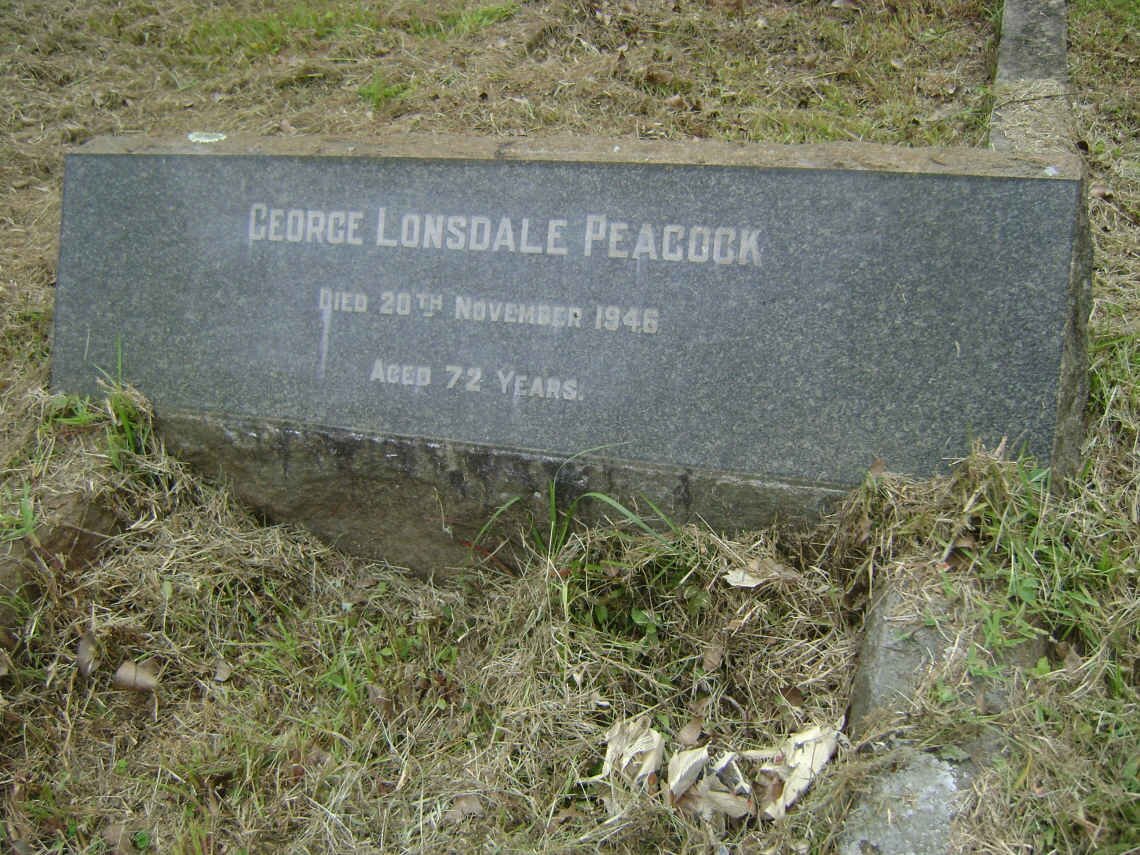 GEORGE LONSDALE PEACOCK
DIED 20TH NOVEMBER 1946
AGED 72 YEARS.